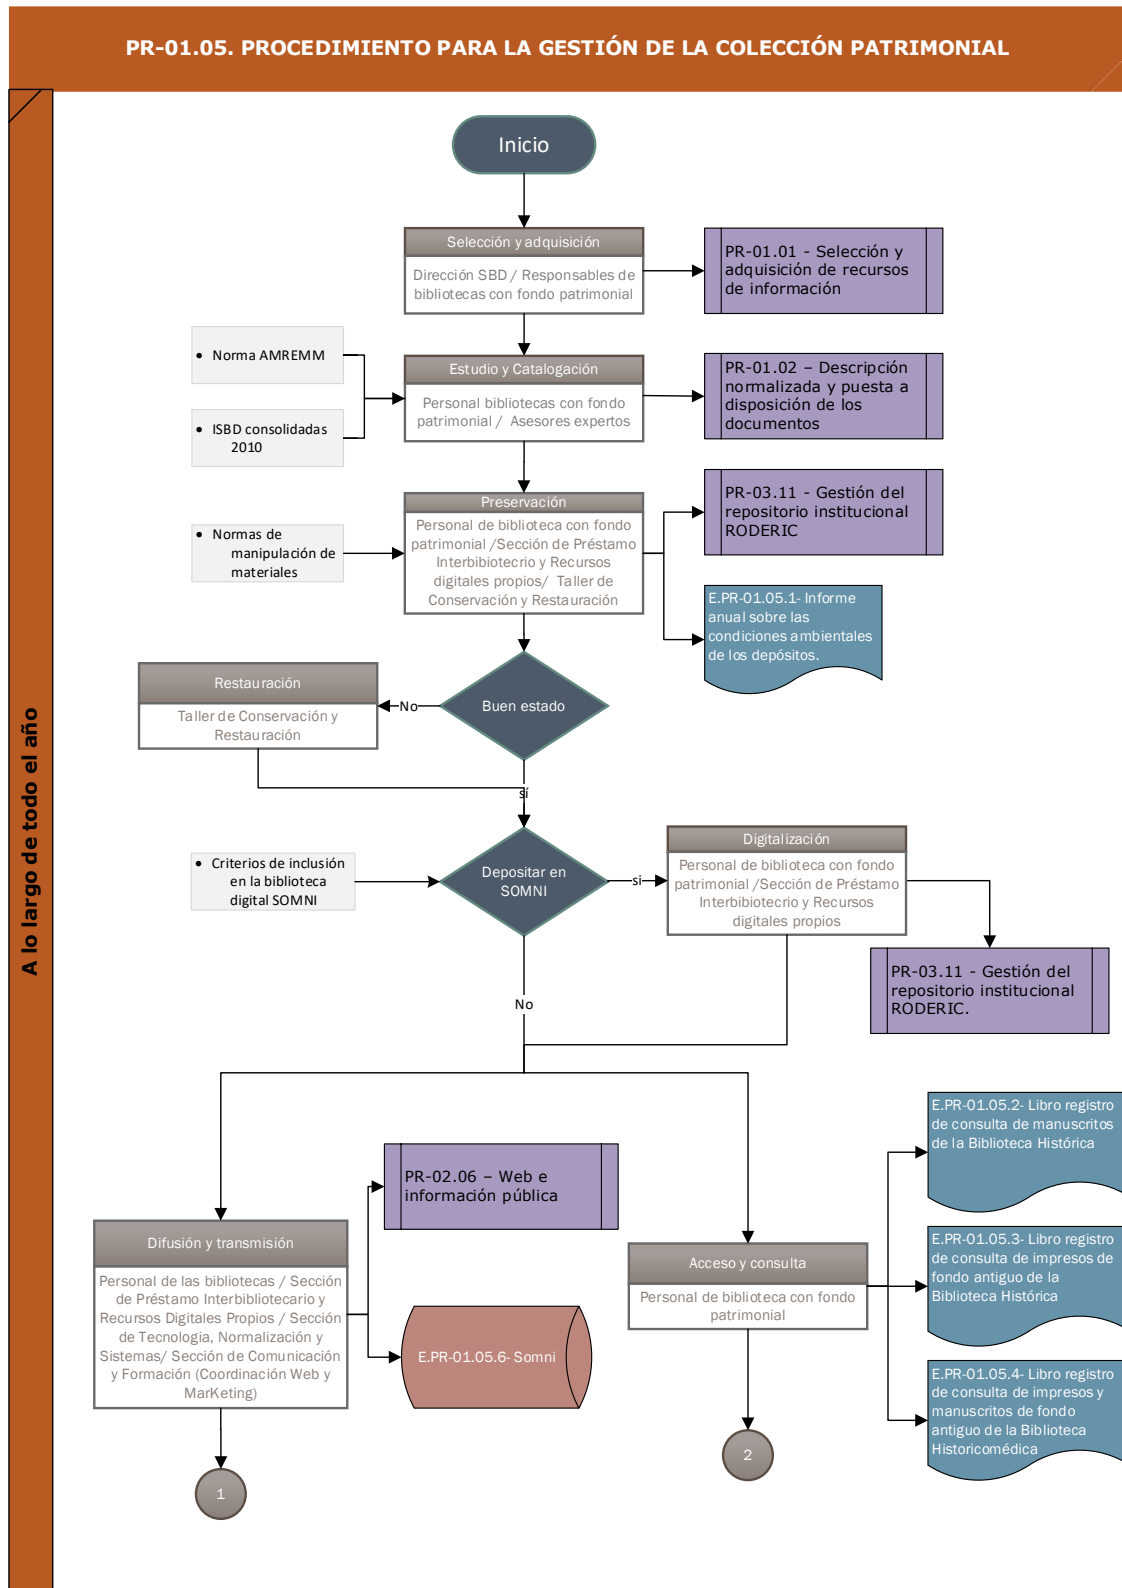 PR-01.05. PROCEDIMIENTO PARA LA GESTIÓN DE LA COLECCIÓN PATRIMONIAL
A lo largo de todo el año
Inicio
Selección y adquisición
Dirección SBD / Responsables de
bibliotecas con fondo patrimonial
PR-01.01 - Selección y
adquisición de recursos
de información
• Norma AMREMM
• ISBD consolidadas
2010
Estudio y Catalogación
Personal bibliotecas con fondo
patrimonial / Asesores expertos
PR-01.02 – Descripción
normalizada y puesta a
disposición de los
documentos
• Normas de
manipulación de
materiales
Preservación
Personal de biblioteca con fondo
patrimonial /Sección de Préstamo
Interbibiotecrio y Recursos
digitales propios/ Taller de
Conservación y Restauración
PR-03.11 - Gestión del
repositorio institucional
RODERIC
E.PR-01.05.1- Informe
anual sobre las
condiciones ambientales
de los depósitos.
Restauración
Taller de Conservación y
Restauración
No
Buen estado
sí
• Criterios de inclusión
en la biblioteca
digital SOMNI
Depositar en
SOMNI
si
Digitalización
Personal de biblioteca con fondo
patrimonial /Sección de Préstamo
Interbibiotecrio y Recursos
digitales propios
PR-03.11 - Gestión del
repositorio institucional
RODERIC.
No
Difusión y transmisión
Personal de las bibliotecas / Sección
de Préstamo Interbibliotecario y
Recursos Digitales Propios / Sección
de Tecnologia, Normalización y
Sistemas/ Sección de Comunicación
y Formación (Coordinación Web y
MarKeting)
PR-02.06 – Web e
información pública
E.PR-01.05.6- Somni
1
Acceso y consulta
Personal de biblioteca con fondo
patrimonial
2
E.PR-01.05.2- Libro registro
de consulta de manuscritos
de la Biblioteca Histórica
E.PR-01.05.3- Libro registro
de consulta de impresos de
fondo antiguo de la
Biblioteca Histórica
E.PR-01.05.4- Libro registro
de consulta de impresos y
manuscritos de fondo
antiguo de la Biblioteca
Historicomédica